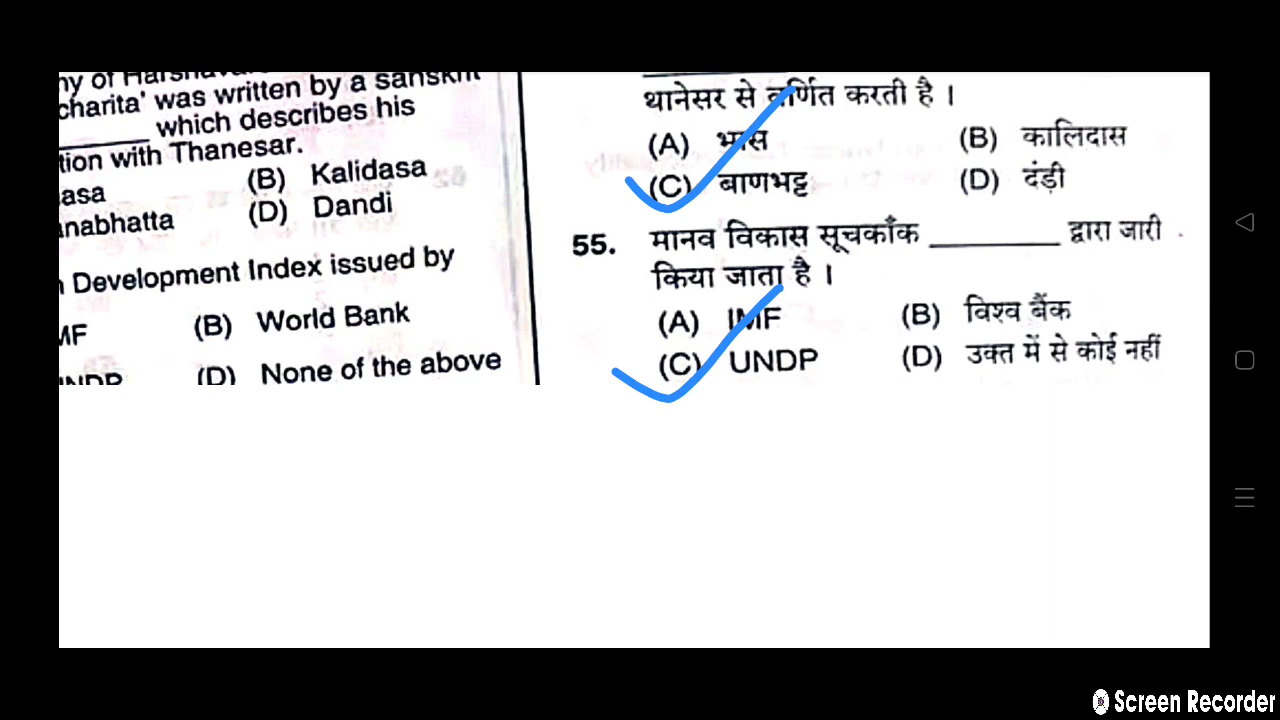 charita' was written by a sanskrit
which describes his
tion with Thanesar.
(B) Kalidasa
anabhatta (D) Dandi
Development Index issued by
MF (B) World Bank
UNDP (D) None of the above
थानेसर से वर्णित करती है ।
(A) भास (B) कालिदास
(C) बाणभट्ट (D) दंड़ी
55. मानव विकास सूचकाँक ________ द्वारा जारी
किया जाता है ।
(A) IMF (B) विश्व बैंक
(C) UNDP (D) उक्त में से कोई नहीं
Screen Recorder